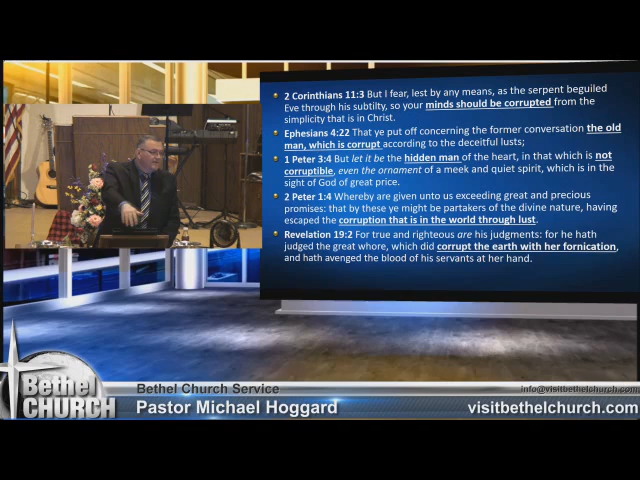 2 Corinthians 11:3 But I fear, lest by any means, as the serpent beguiled
Eve through his subtilty, so your minds should be corrupted from the
simplicity that is in Christ.
Ephesians 4:22 That ye put off concerning the former conversation the old
man, which is corrupt according to the deceitful lusts;
1 Peter 3:4 But let it be the hidden man of the heart, in that which is not
corruptible, even the ornament of a meek and quiet spirit, which is in the
sight of God of great price.
2 Peter 1:4 Whereby are given unto us exceeding great and precious
promises: that by these ye might be partakers of the divine nature, having
escaped the corruption that is in the world through lust.
Revelation 19:2 For true and righteous are his judgments: for he hath
judged the great whore, which did corrupt the earth with her fornication,
and hath avenged the blood of his servants at her hand.
Bethel
CHURCH
Bethel Church Service
info@visitbethelchurch.com
Pastor Michael Hoggard
visitbethelchurch.com